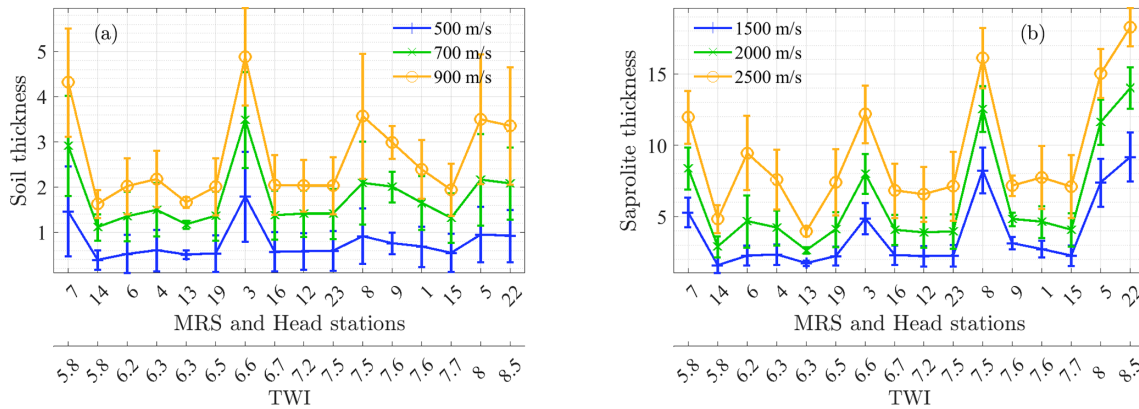 (a)
500 m/s
700 m/s
900 m/s
Soil thickness
5
4
3
2
1
7 14 6 4 13 19 3 16 12 23 8 9 1 15 5 22
MRS and Head stations
5.8 5.8 6.2 6.3 6.3 6.5 6.6 6.7 7.2 7.5 7.5 7.6 7.6 7.7 8 8.5
TWI
(b)
1500 m/s
2000 m/s
2500 m/s
Saprolite thickness
15
10
5
7 14 6 4 13 19 3 16 12 23 8 9 1 15 5 22
MRS and Head stations
5.8 5.8 6.2 6.3 6.3 6.5 6.6 6.7 7.2 7.5 7.5 7.6 7.6 7.7 8 8.5
TWI